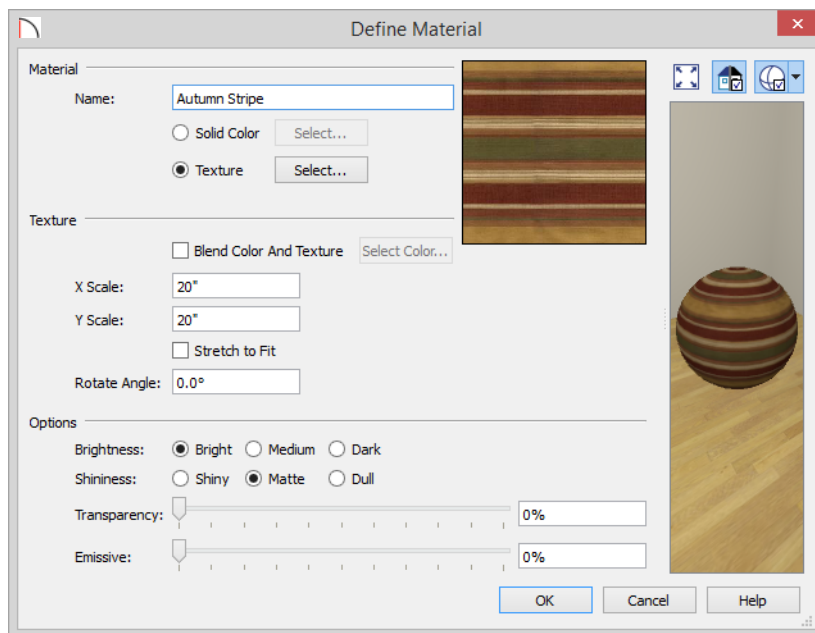 Define Material
Material
Name: Autumn Stripe
Solid Color Select...
Texture Select...
Texture
Blend Color And Texture Select Color...
X Scale: 20"
Y Scale: 20"
Stretch to Fit
Rotate Angle: 0.0°
Options
Brightness: Bright Medium Dark
Shininess: Shiny Matte Dull
Transparency: 0%
Emissive: 0%
OK Cancel Help